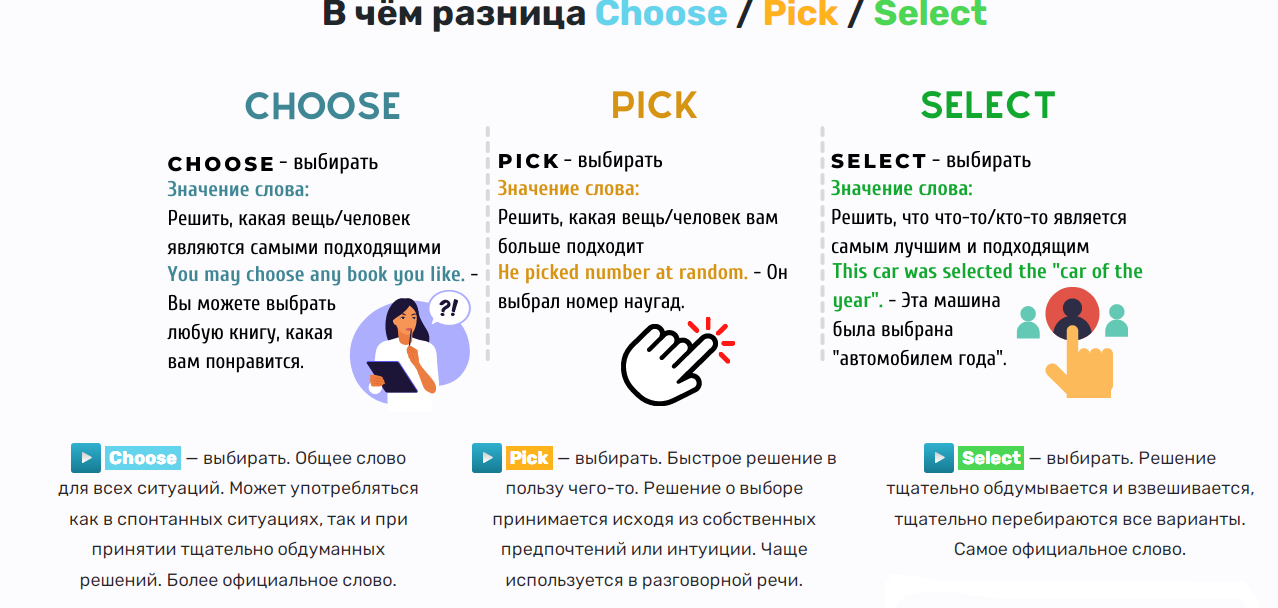 В чём разница Choose / Pick / Select
CHOOSE
CHOOSE - выбирать
Значение слова:
Решить, какая вещь/человек
являются самыми подходящими
You may choose any book you like. -
Вы можете выбрать
любую книгу, какая
вам понравится.
?!
PICK
PICK - выбирать
Значение слова:
Решить, какая вещь/человек вам
больше подходит
He picked number at random. - Он
выбрал номер наугад.
SELECT
SELECT - выбирать
Значение слова:
Решить, что что-то/кто-то является
самым лучшим и подходящим
This car was selected the "car of the
year". - Эта машина
была выбрана
"автомобилем года".
Choose — выбирать. Общее слово
для всех ситуаций. Может употребляться
как в спонтанных ситуациях, так и при
принятии тщательно обдуманных
решений. Более официальное слово.
Pick — выбирать. Быстрое решение в
пользу чего-то. Решение о выборе
принимается исходя из собственных
предпочтений или интуиции. Чаще
используется в разговорной речи.
Select — выбирать. Решение
тщательно обдумывается и взвешивается,
тщательно перебираются все варианты.
Самое официальное слово.